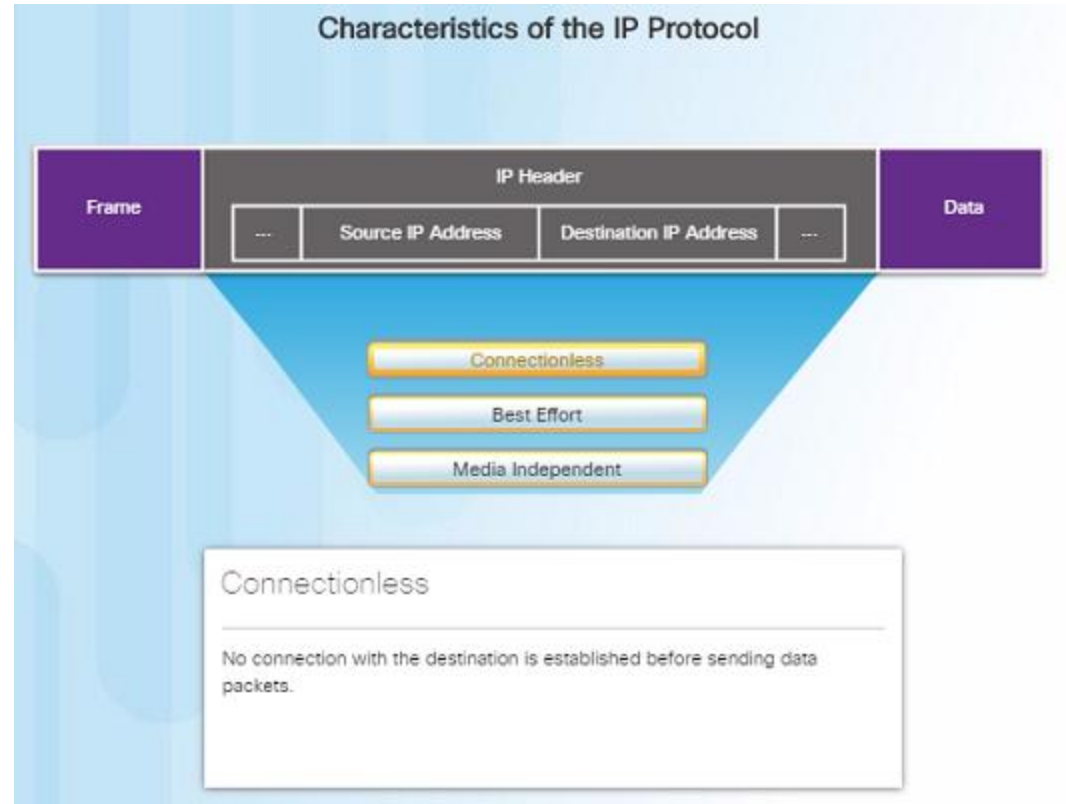 Characteristics of the IP Protocol
Frame
IP Header
---
Source IP Address
Destination IP Address
---
Data
Connectionless
Best Effort
Media Independent
Connectionless
No connection with the destination is established before sending data
packets.